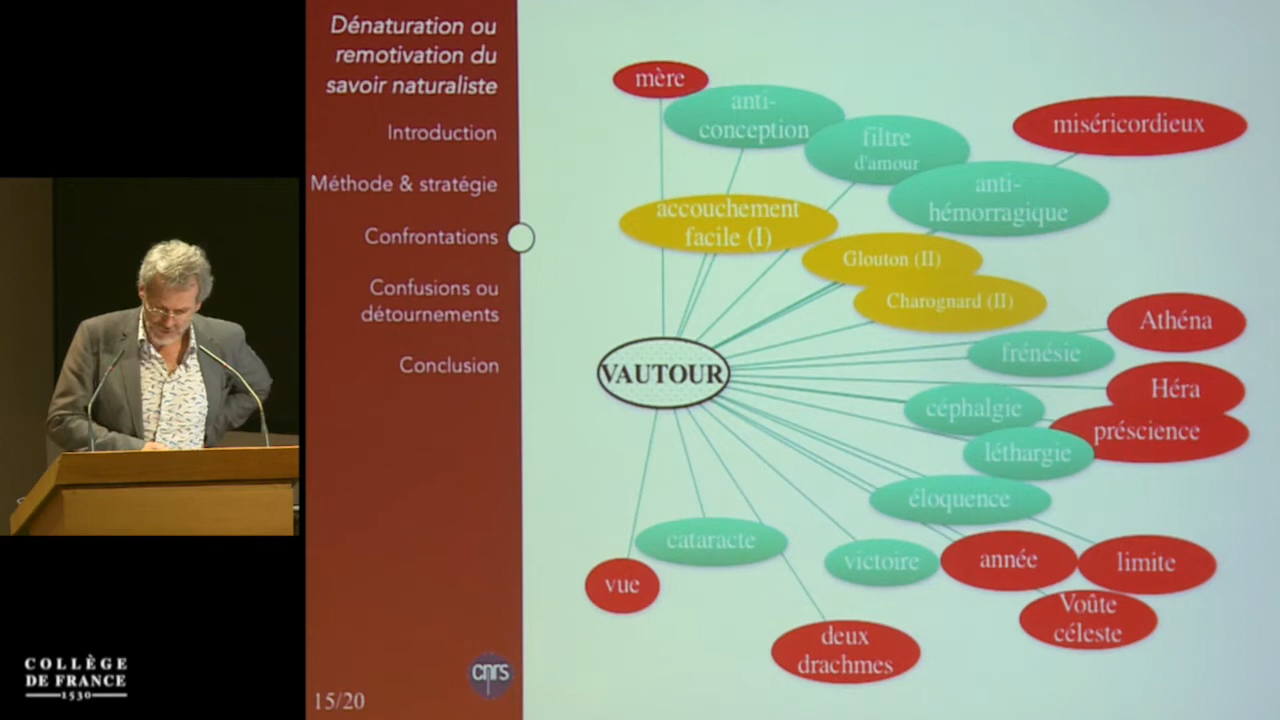 Dénaturation ou
remotivation du
savoir naturaliste
Introduction
Méthode & stratégie
Confrontations
Confusions ou
détournements
Conclusion
cnrs
15/20
mère
anti-
conception
filtre
d'amour
miséricordieux
anti-
hémorragique
accouchement
facile (I)
Glouton (II)
Charognard (II)
Athéna
frénésie
VAUTOUR
Héra
céphalgie
préscience
léthargie
éloquence
cataracte
victoire
année
limite
vue
Voûte
céleste
deux
drachmes
COLLÈGE
DE FRANCE
1530